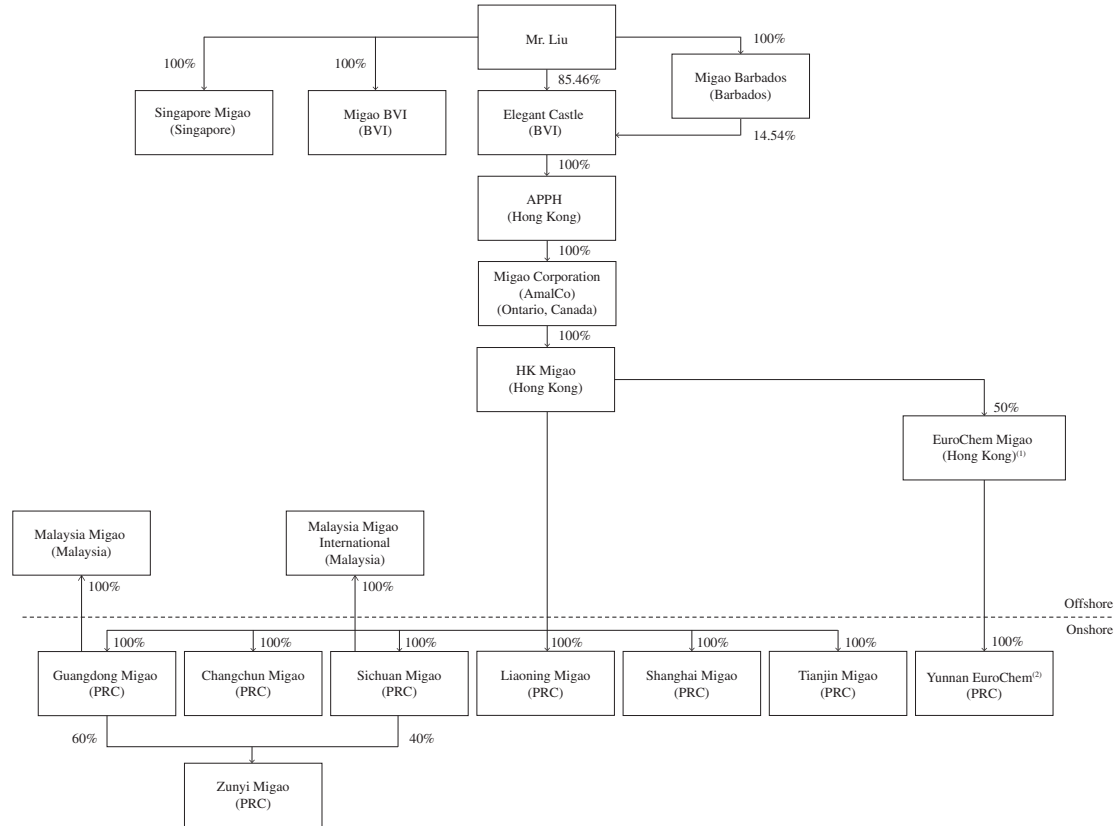 Mr. Liu
100%
100%
85.46%
100%
Singapore Migao
(Singapore)
Migao BVI
(BVI)
Elegant Castle
(BVI)
Migao Barbados
(Barbados)
14.54%
100%
APPH
(Hong Kong)
100%
Migao Corporation
(AmalCo)
(Ontario, Canada)
100%
HK Migao
(Hong Kong)
50%
EuroChem Migao
(Hong Kong)(1)
Malaysia Migao
(Malaysia)
Malaysia Migao
International
(Malaysia)
100%
100%
Offshore
Onshore
100%
100%
100%
100%
100%
100%
100%
Guangdong Migao
(PRC)
Changchun Migao
(PRC)
Sichuan Migao
(PRC)
Liaoning Migao
(PRC)
Shanghai Migao
(PRC)
Tianjin Migao
(PRC)
Yunnan EuroChem(2)
(PRC)
60%
40%
Zunyi Migao
(PRC)